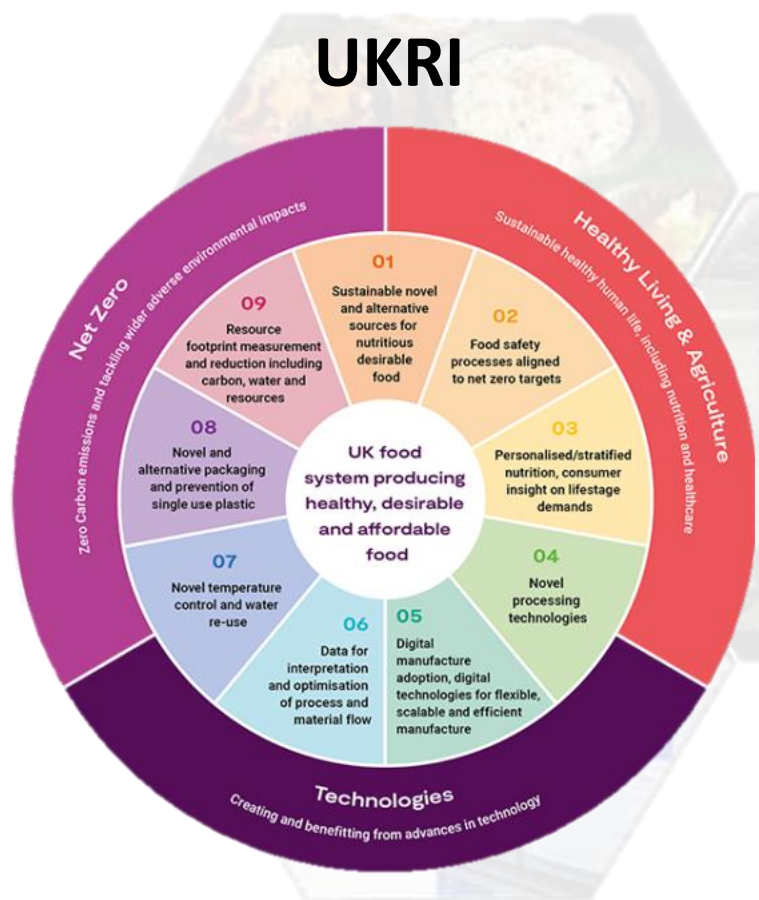 UKRI
Net Zero
Zero Carbon emissions and tackling wider adverse environmental impacts
Healthy Living & Agriculture
Sustainable healthy human life, including nutrition and healthcare
01
Sustainable novel
and alternative
sources for
nutritious
desirable
food
02
Food safety
processes aligned
to net zero targets
03
Personalised/stratified
nutrition, consumer
insight on lifestage
demands
04
Novel
processing
technologies
05
Digital
manufacture
adoption, digital
technologies for flexible,
scalable and efficient
manufacture
06
Data for
interpretation
and optimisation
of process and
material flow
07
Novel temperature
control and water
re-use
08
Novel and
alternative packaging
and prevention of
single use plastic
09
Resource
footprint measurement
and reduction including
carbon, water and
resources
UK food
system producing
healthy, desirable
and affordable
food
Technologies
Creating and benefitting from advances in technology